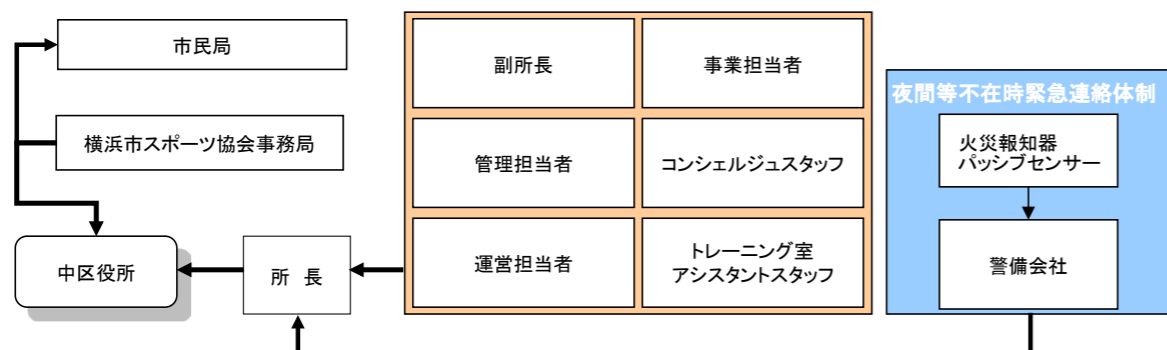 市民局
横浜市スポーツ協会事務局
中区役所
所 長
副所長
事業担当者
管理担当者
コンシェルジュスタッフ
運営担当者
トレーニング室
アシスタントスタッフ
夜間等不在時緊急連絡体制
火災報知器
パッシブセンサー
警備会社